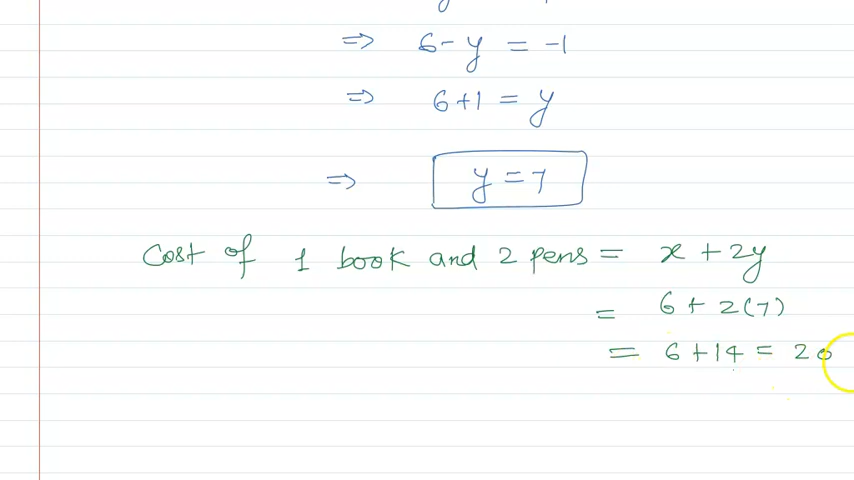 ⇒ 6 - y = -1
⇒ 6+1 = y
⇒ y = 7
Cost of 1 book and 2 pens = x + 2y
= 6 + 2(7)
= 6 + 14 = 20